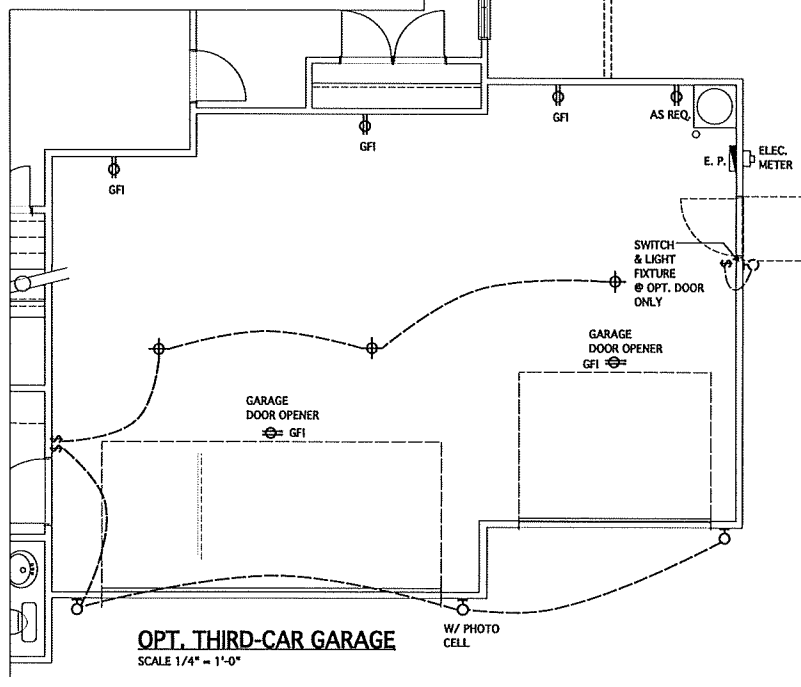 GFI
AS REQ.
GFI
E. P.
ELEC.
METER
GFI
SWITCH
& LIGHT
FIXTURE
@ OPT. DOOR
ONLY
GARAGE
DOOR OPENER
GFI
GARAGE
DOOR OPENER
GFI
W/ PHOTO
CELL
OPT. THIRD-CAR GARAGE
SCALE 1/4" = 1'-0"